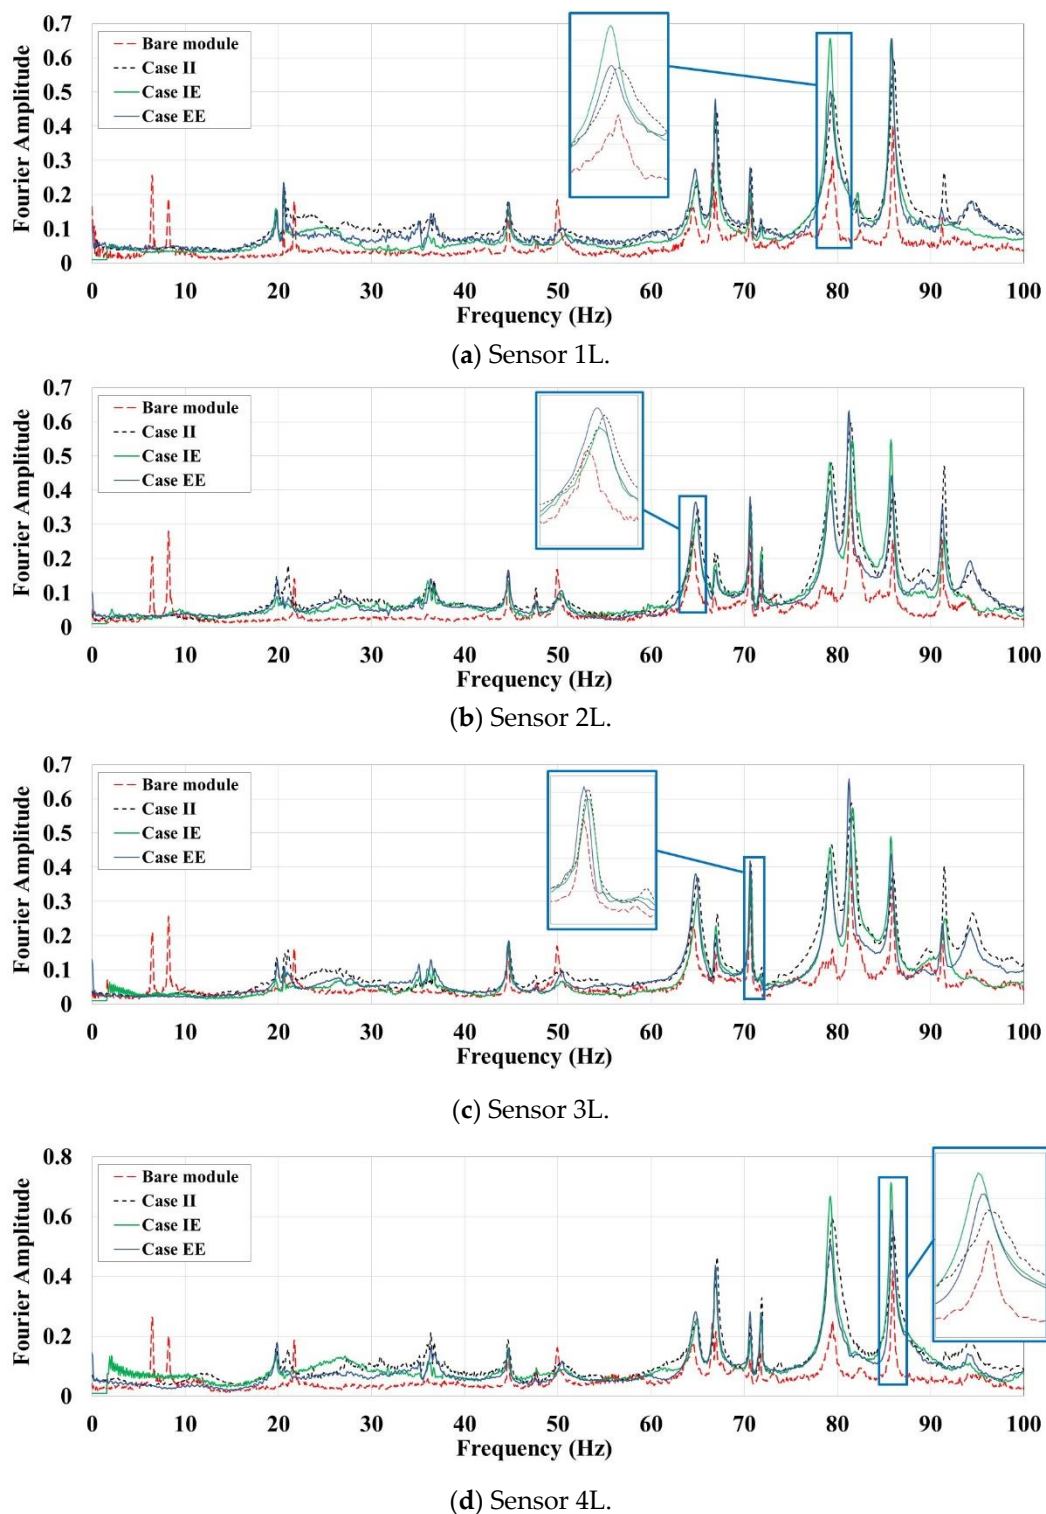 0.7
0.6
0.5
0.4
0.3
0.2
0.1
0
Fourier Amplitude
Bare module
Case II
Case IE
Case EE
0 10 20 30 40 50 60 70 80 90 100
Frequency (Hz)
(a) Sensor 1L.
0.7
0.6
0.5
0.4
0.3
0.2
0.1
0
Fourier Amplitude
Bare module
Case II
Case IE
Case EE
0 10 20 30 40 50 60 70 80 90 100
Frequency (Hz)
(b) Sensor 2L.
0.7
0.6
0.5
0.4
0.3
0.2
0.1
0
Fourier Amplitude
Bare module
Case II
Case IE
Case EE
0 10 20 30 40 50 60 70 80 90 100
Frequency (Hz)
(c) Sensor 3L.
0.8
0.6
0.4
0.2
0
Fourier Amplitude
Bare module
Case II
Case IE
Case EE
0 10 20 30 40 50 60 70 80 90 100
Frequency (Hz)
(d) Sensor 4L.